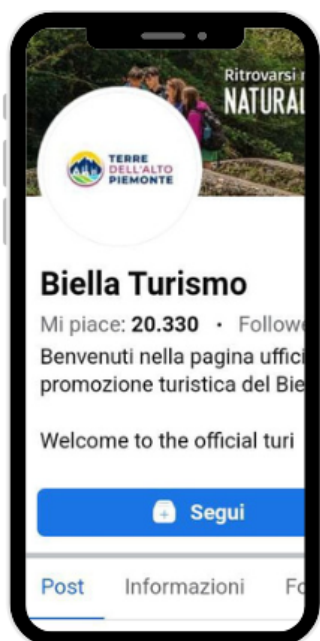 Ritrovarsi
NATURAL
TERRE
DELL'ALTO
PIEMONTE
Biella Turismo
Mi piace: 20.330 · Follow
Benvenuti nella pagina uffici
promozione turistica del Bie
Welcome to the official turi
Segui
Post Informazioni Fo